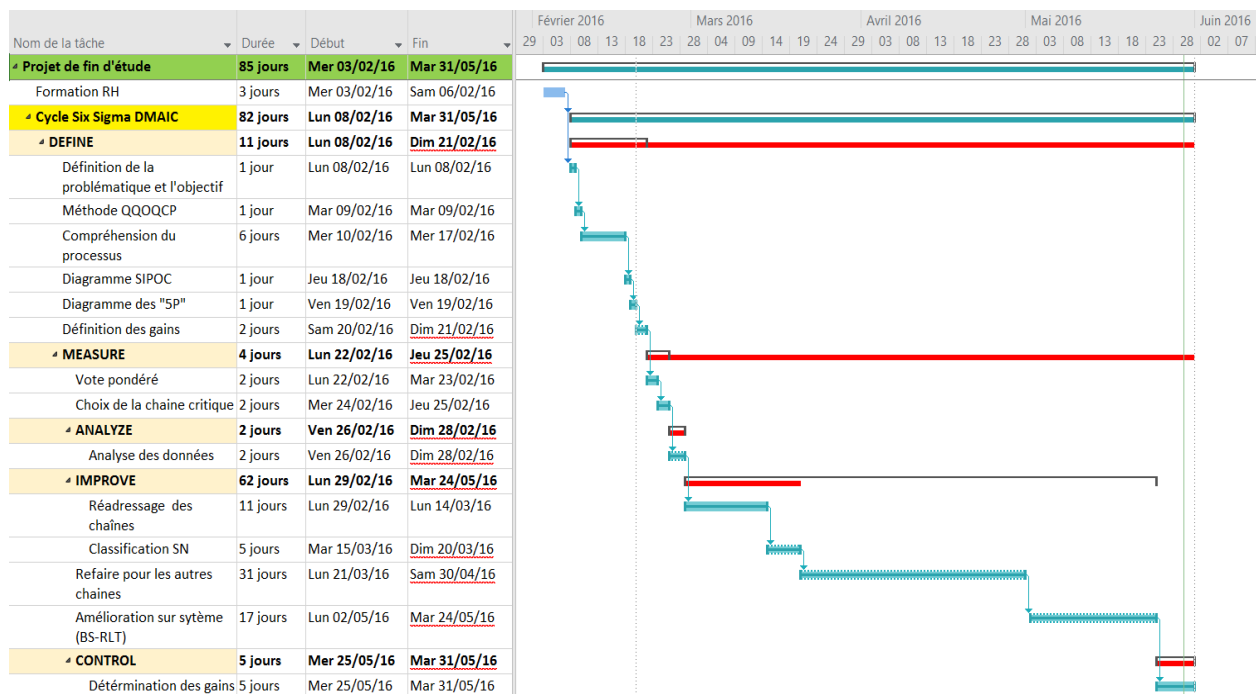 Février 2016 Mars 2016 Avril 2016 Mai 2016 Juin 2016
Nom de la tâche Durée Début Fin 29 03 08 13 18 23 28 04 09 14 19 24 29 03 08 13 18 23 28 03 08 13 18 23 28 02 07
Projet de fin d'étude 85 jours Mer 03/02/16 Mar 31/05/16
Formation RH 3 jours Mer 03/02/16 Sam 06/02/16
Cycle Six Sigma DMAIC 82 jours Lun 08/02/16 Mar 31/05/16
DEFINE 11 jours Lun 08/02/16 Dim 21/02/16
Définition de la 1 jour Lun 08/02/16 Lun 08/02/16
problématique et l'objectif
Méthode QQOQCP 1 jour Mar 09/02/16 Mar 09/02/16
Compréhension du 6 jours Mer 10/02/16 Mer 17/02/16
processus
Diagramme SIPOC 1 jour Jeu 18/02/16 Jeu 18/02/16
Diagramme des "5P" 1 jour Ven 19/02/16 Ven 19/02/16
Définition des gains 2 jours Sam 20/02/16 Dim 21/02/16
MEASURE 4 jours Lun 22/02/16 Jeu 25/02/16
Vote pondéré 2 jours Lun 22/02/16 Mar 23/02/16
Choix de la chaine critique 2 jours Mer 24/02/16 Jeu 25/02/16
ANALYZE 2 jours Ven 26/02/16 Dim 28/02/16
Analyse des données 2 jours Ven 26/02/16 Dim 28/02/16
IMPROVE 62 jours Lun 29/02/16 Mar 24/05/16
Réadressage des 11 jours Lun 29/02/16 Lun 14/03/16
chaînes
Classification SN 5 jours Mar 15/03/16 Dim 20/03/16
Refaire pour les autres 31 jours Lun 21/03/16 Sam 30/04/16
chaines
Amélioration sur sytème 17 jours Lun 02/05/16 Mar 24/05/16
(BS-RLT)
CONTROL 5 jours Mer 25/05/16 Mar 31/05/16
Détérmination des gains 5 jours Mer 25/05/16 Mar 31/05/16